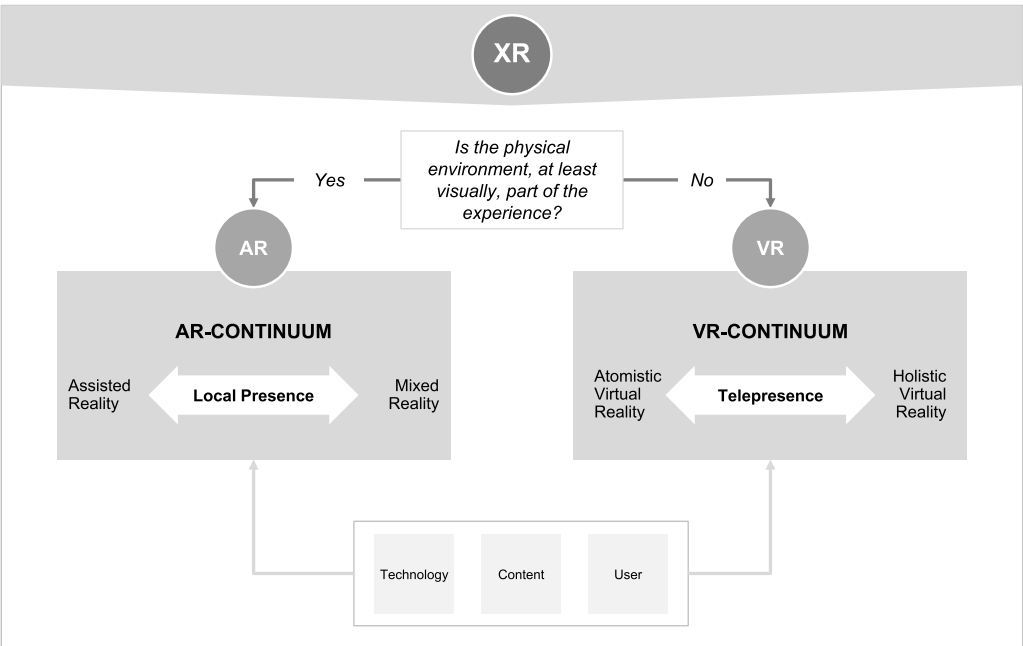 XR
Is the physical
environment, at least
visually, part of the
experience?
Yes
No
AR
VR
AR-CONTINUUM
Assisted
Reality
Local Presence
Mixed
Reality
VR-CONTINUUM
Atomistic
Virtual
Reality
Telepresence
Holistic
Virtual
Reality
Technology
Content
User